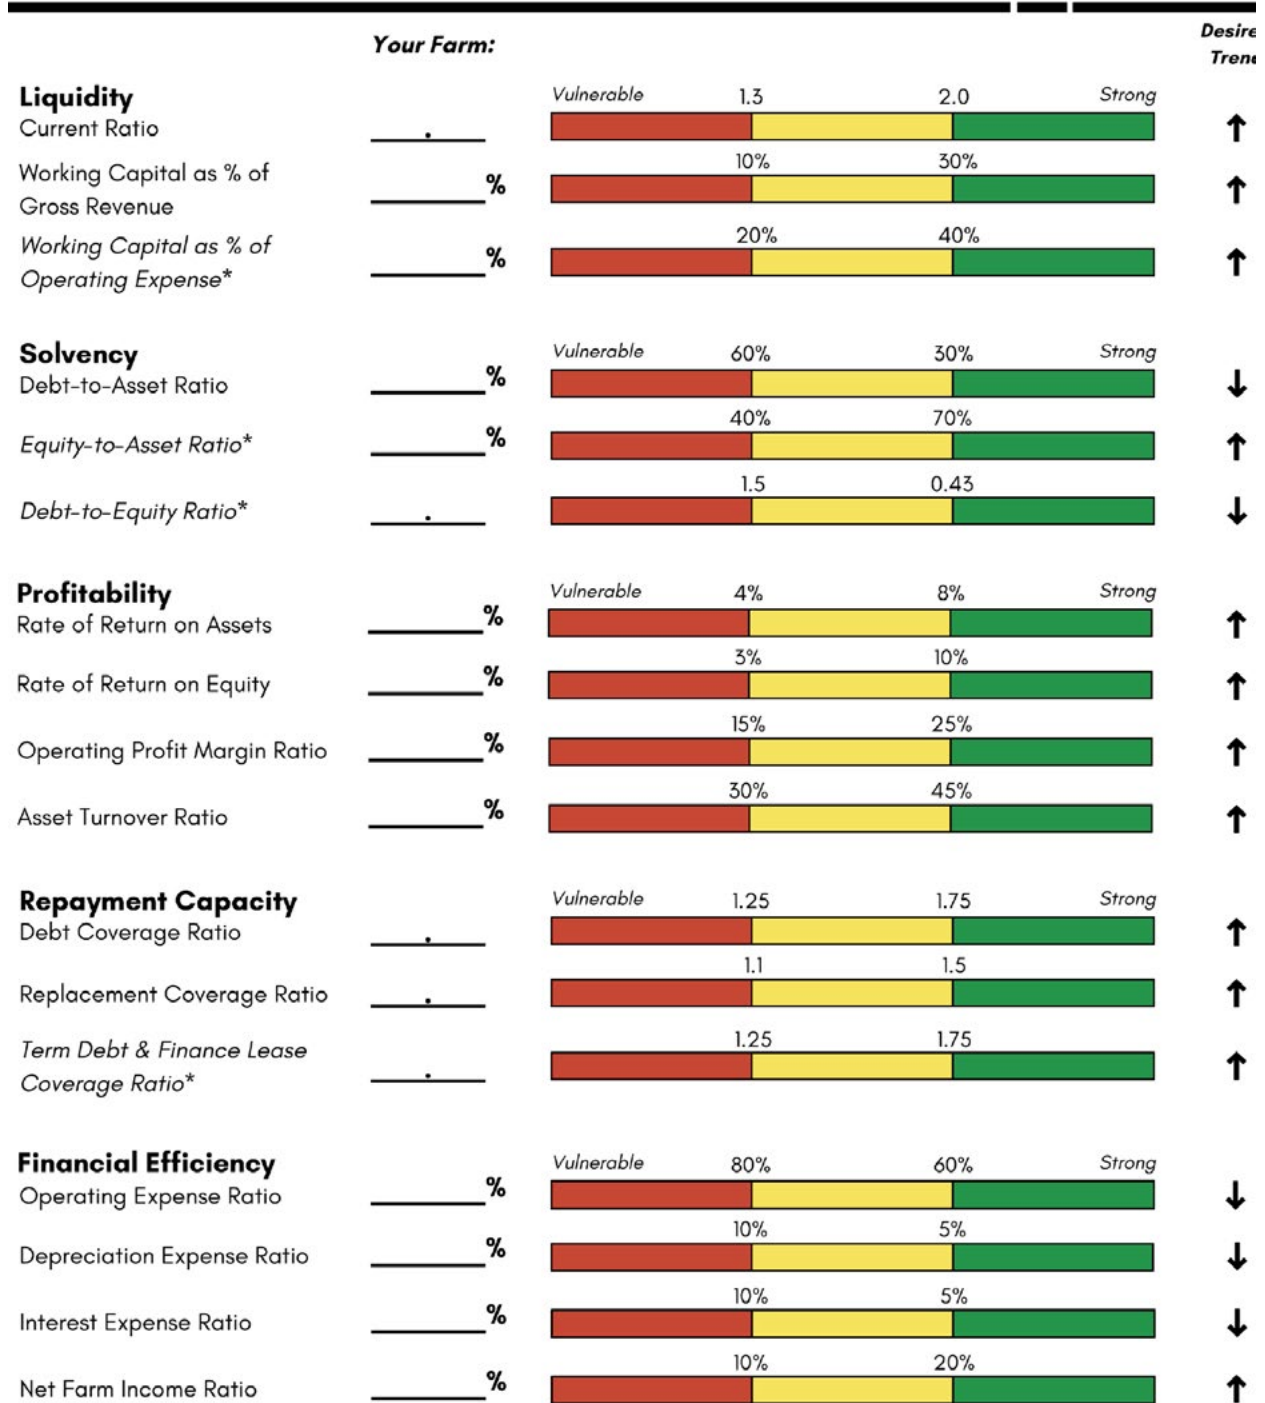 Your Farm:
Desire
Tren
Liquidity
Vulnerable 1.3 2.0 Strong
Current Ratio .
10% 30%
Working Capital as % of
Gross Revenue %
20% 40%
Working Capital as % of
Operating Expense* %
Solvency
Vulnerable 60% 30% Strong
Debt-to-Asset Ratio %
40% 70%
Equity-to-Asset Ratio* %
1.5 0.43
Debt-to-Equity Ratio* .
Profitability
Vulnerable 4% 8% Strong
Rate of Return on Assets %
3% 10%
Rate of Return on Equity %
15% 25%
Operating Profit Margin Ratio %
30% 45%
Asset Turnover Ratio %
Repayment Capacity
Vulnerable 1.25 1.75 Strong
Debt Coverage Ratio .
1.1 1.5
Replacement Coverage Ratio .
1.25 1.75
Term Debt & Finance Lease
Coverage Ratio* .
Financial Efficiency
Vulnerable 80% 60% Strong
Operating Expense Ratio %
10% 5%
Depreciation Expense Ratio %
10% 5%
Interest Expense Ratio %
10% 20%
Net Farm Income Ratio %